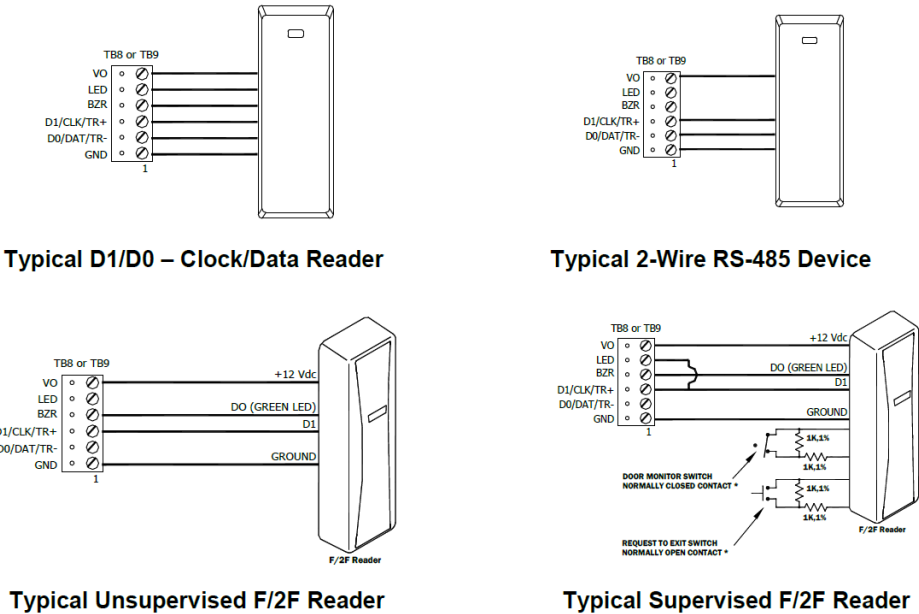 TB8 or TB9
VO
LED
BZR
D1/CLK/TR+
D0/DAT/TR-
GND
1
Typical D1/D0 – Clock/Data Reader
TB8 or TB9
VO
LED
BZR
D1/CLK/TR+
D0/DAT/TR-
GND
1
Typical 2-Wire RS-485 Device
TB8 or TB9
VO
LED
BZR
D1/CLK/TR+
D0/DAT/TR-
GND
1
+12 Vdc
DO (GREEN LED)
D1
GROUND
F/2F Reader
Typical Unsupervised F/2F Reader
TB8 or TB9
VO
LED
BZR
D1/CLK/TR+
D0/DAT/TR-
GND
1
+12 Vdc
DO (GREEN LED)
D1
GROUND
1K,1%
1K,1%
DOOR MONITOR SWITCH
NORMALLY CLOSED CONTACT *
1K,1%
1K,1%
REQUEST TO EXIT SWITCH
NORMALLY OPEN CONTACT *
F/2F Reader
Typical Supervised F/2F Reader